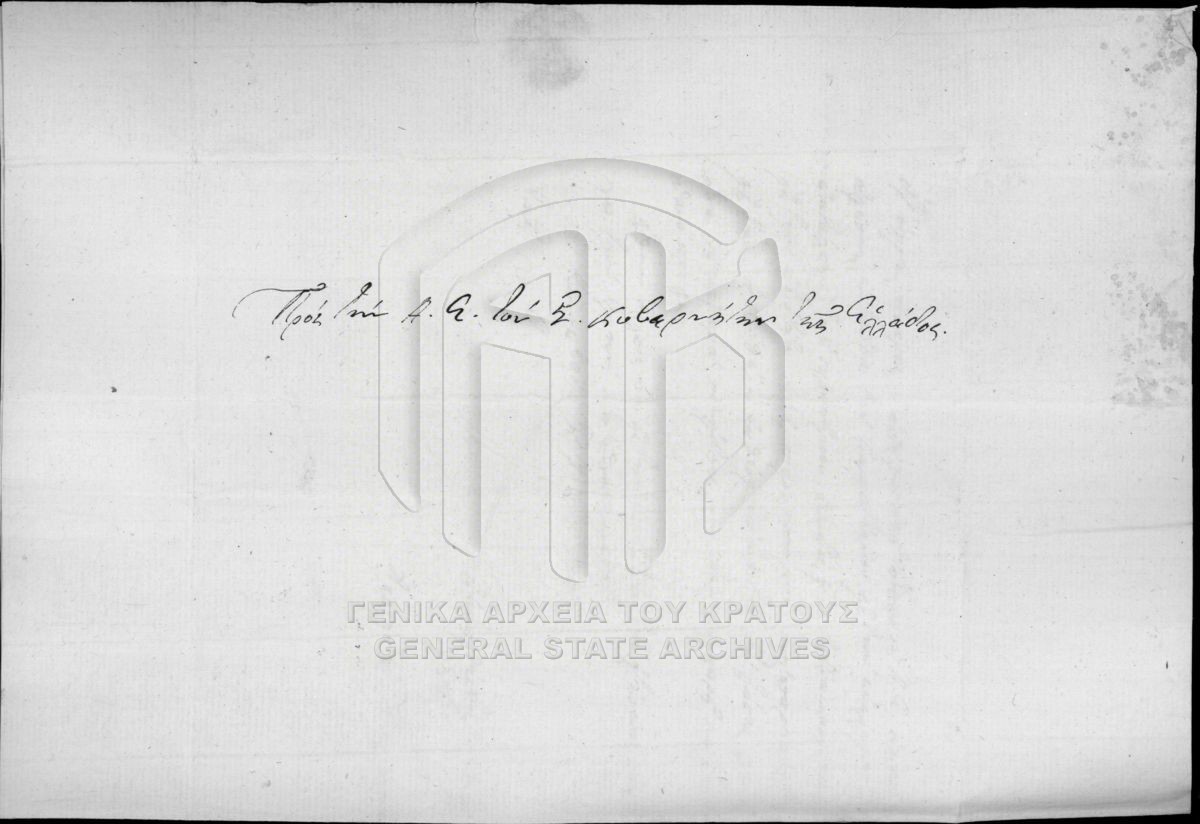 Πρὸς τὴν Α. Ε. τὸν Σ. κυβερνήτην τῆς Ἑλλάδος.
ΓΕΝΙΚΑ ΑΡΧΕΙΑ ΤΟΥ ΚΡΑΤΟΥΣ
GENERAL STATE ARCHIVES